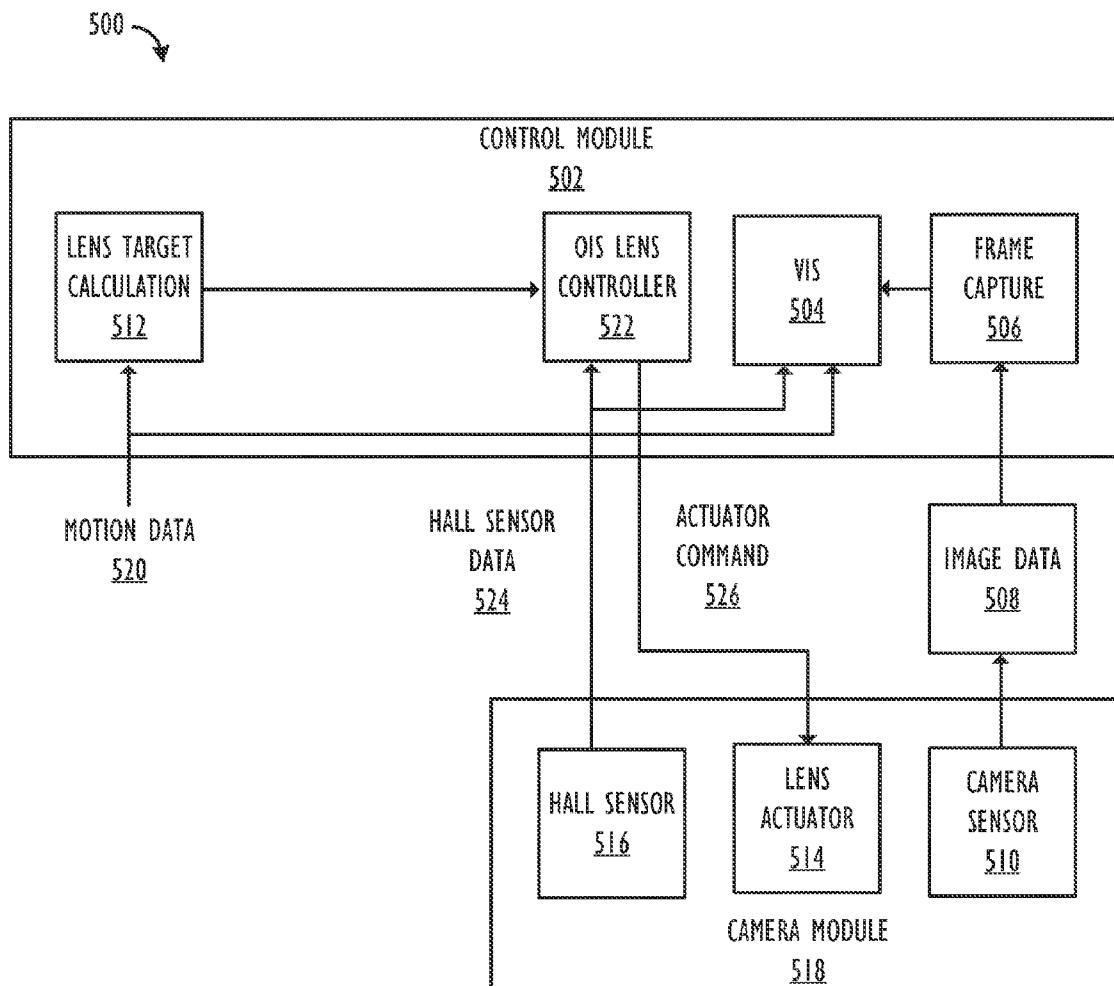 500
CONTROL MODULE
502
LENS TARGET
CALCULATION
512
OIS LENS
CONTROLLER
522
VIS
504
FRAME
CAPTURE
506
MOTION DATA
520
HALL SENSOR
DATA
524
ACTUATOR
COMMAND
526
IMAGE DATA
508
HALL SENSOR
516
LENS
ACTUATOR
514
CAMERA
SENSOR
510
CAMERA MODULE
518